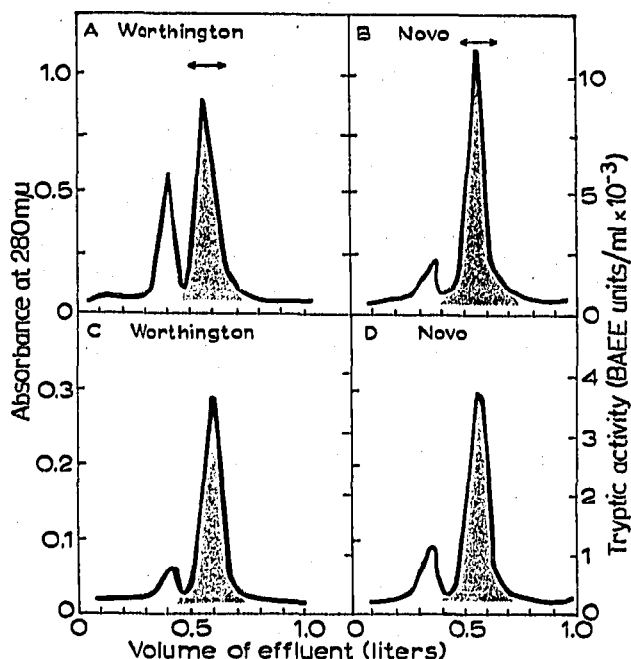 A Worthington
B Novo
1.0
0.5
0
10
5
0
C Worthington
D Novo
0.3
0.2
0.1
0
4
3
2
1
0
0 0.5 1.0
0.5 1.0
Absorbance at 280mμ
Tryptic activity (BAEE units/ml×10⁻³)
Volume of effluent (liters)